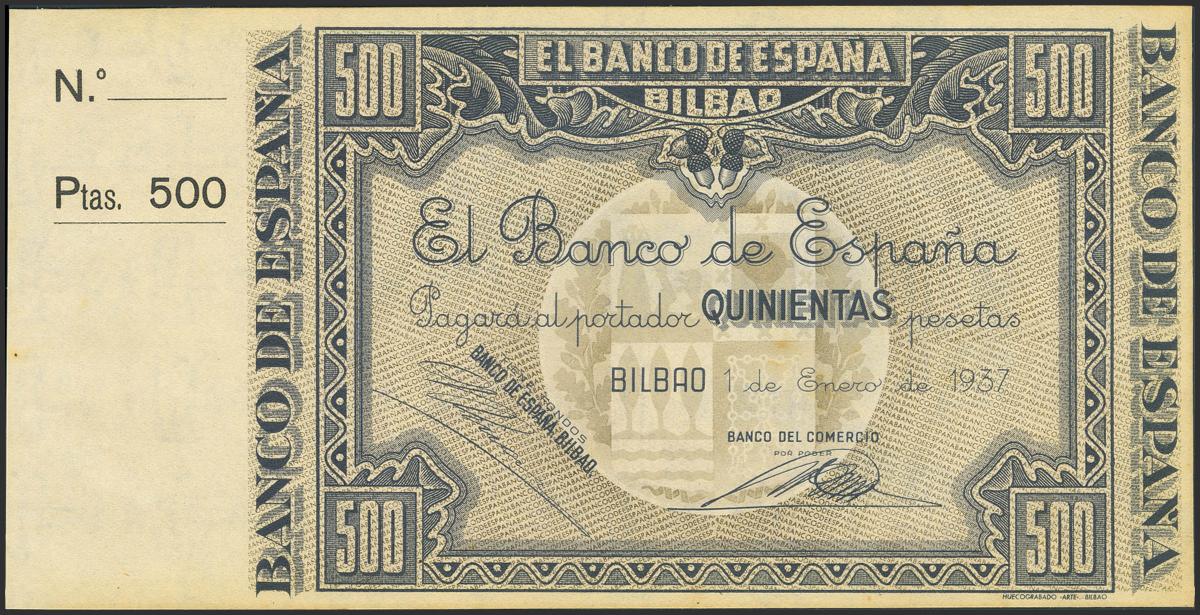 N.º
Ptas. 500
BANCO DE ESPAÑA
500
EL BANCO DE ESPAÑA
500
BILBAO
El Banco de España
Pagará al portador QUINIENTAS pesetas
BILBAO 1 de Enero de 1937
BANCO DE ESPAÑA, BILBAO
BANCO DEL COMERCIO
POR PODER
500
500
BANCO DE ESPAÑA
HUECOGRABADO -ARTE- BILBAO